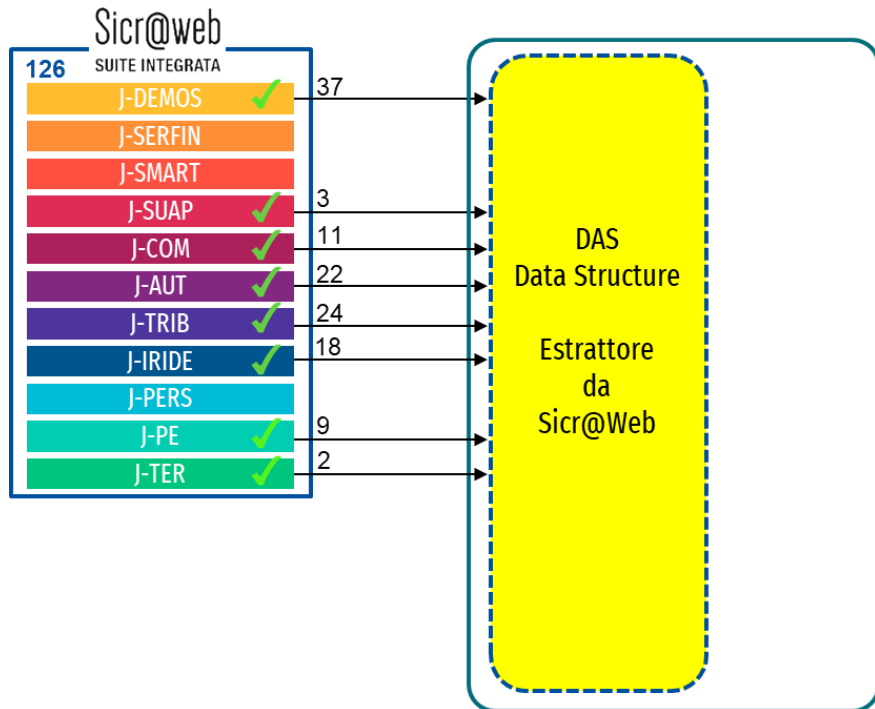 Sicr@web
SUITE INTEGRATA
126
J-DEMOS
37
J-SERFIN
J-SMART
J-SUAP
3
J-COM
11
J-AUT
22
J-TRIB
24
J-IRIDE
18
J-PERS
J-PE
9
J-TER
2
DAS
Data Structure
Estrattore
da
Sicr@Web